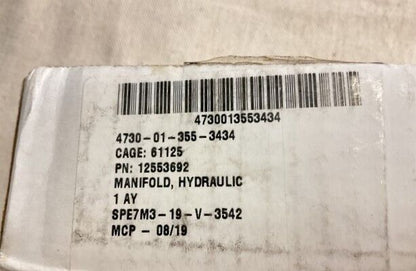 4730013553434
4730-01-355-3434
CAGE: 61125
PN: 12553692
MANIFOLD, HYDRAULIC
1 AY
SPE7M3-19-V-3542
MCP - 08/19